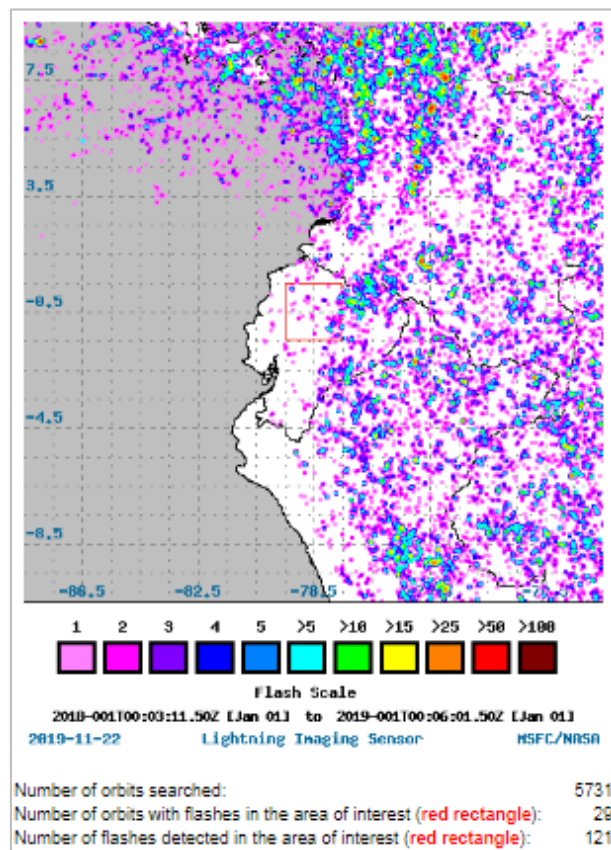 7.5
3.5
-0.5
-4.5
-8.5
-86.5 -82.5 -78.5
1 2 3 4 5 >5 >10 >15 >25 >50 >100
Flash Scale
2018-001T00:03:11.50Z [Jan 01] to 2019-001T00:06:01.50Z [Jan 01]
2019-11-22 Lightning Imaging Sensor MSFC/NASA
Number of orbits searched: 5731
Number of orbits with flashes in the area of interest (red rectangle): 29
Number of flashes detected in the area of interest (red rectangle): 121